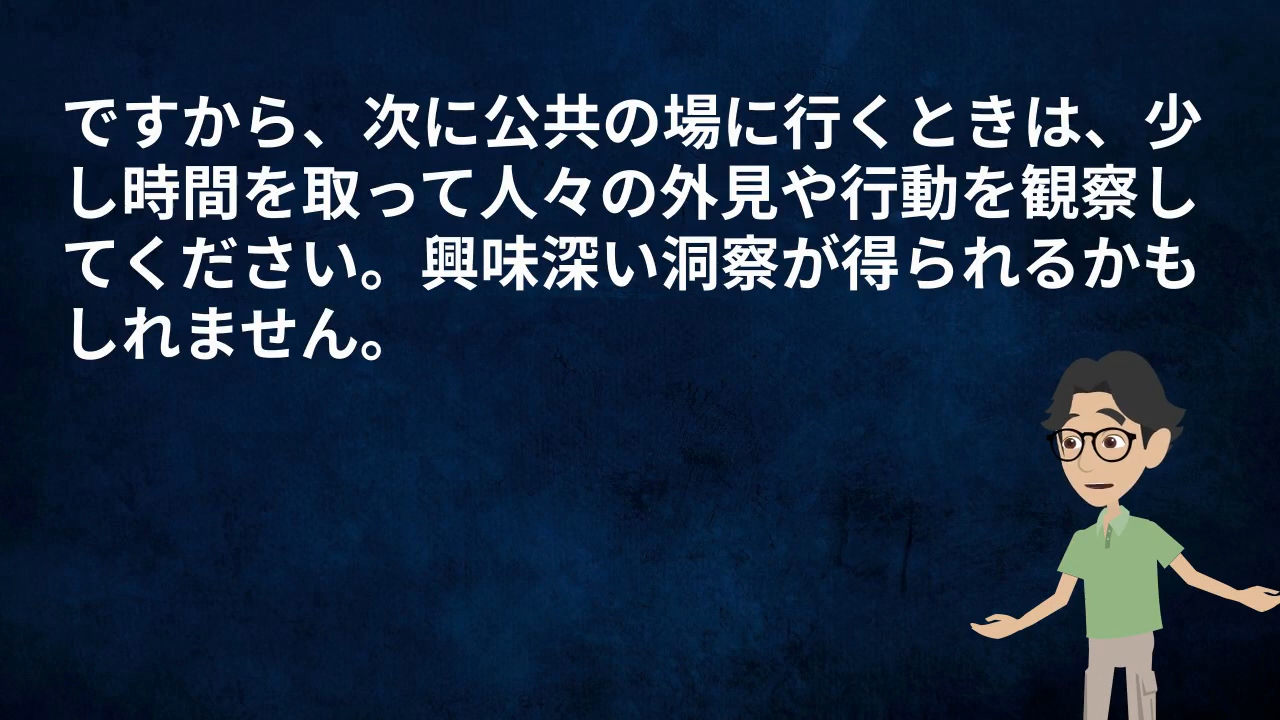 ですから、次に公共の場に行くときは、少
し時間を取って人々の外見や行動を観察し
てください。興味深い洞察が得られるかも
しれません。